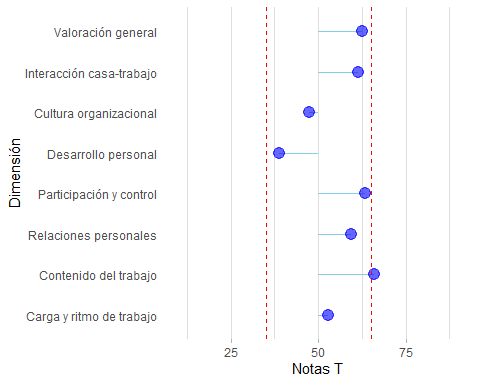 Valoración general
Interacción casa-trabajo
Cultura organizacional
Desarrollo personal
Participación y control
Relaciones personales
Contenido del trabajo
Carga y ritmo de trabajo
Dimensión
25 50 75
Notas T